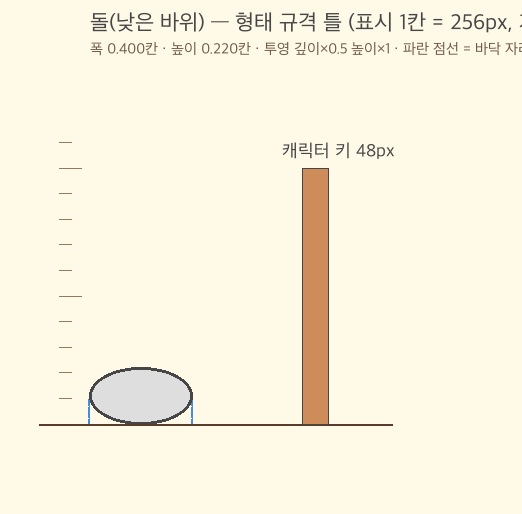 돌(낮은 바위) — 형태 규격 틀 (표시 1칸 = 256px,
폭 0.400칸 · 높이 0.220칸 · 투영 깊이×0.5 높이×1 · 파란 점선 = 바닥
캐릭터 키 48px